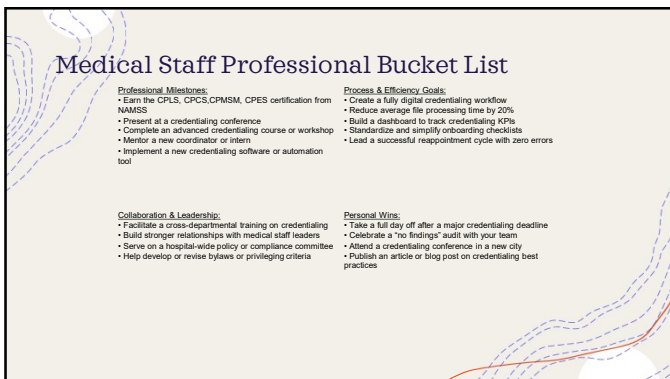 Medical Staff Professional Bucket List
Professional Milestones:
• Earn the CPLS, CPCS,CPMSM, CPES certification from
NAMSS
• Present at a credentialing conference
• Complete an advanced credentialing course or workshop
• Mentor a new coordinator or intern
• Implement a new credentialing software or automation
tool
Process & Efficiency Goals:
• Create a fully digital credentialing workflow
• Reduce average file processing time by 20%
• Build a dashboard to track credentialing KPIs
• Standardize and simplify onboarding checklists
• Lead a successful reappointment cycle with zero errors
Collaboration & Leadership:
• Facilitate a cross-departmental training on credentialing
• Build stronger relationships with medical staff leaders
• Serve on a hospital-wide policy or compliance committee
• Help develop or revise bylaws or privileging criteria
Personal Wins:
• Take a full day off after a major credentialing deadline
• Celebrate a “no findings” audit with your team
• Attend a credentialing conference in a new city
• Publish an article or blog post on credentialing best
practices